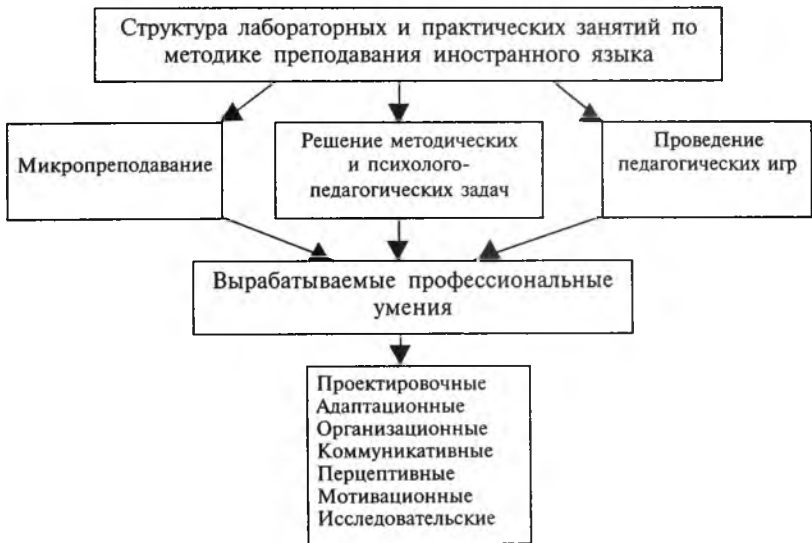 Структура лабораторных и практических занятий по
методике преподавания иностранного языка
Микропреподавание
Решение методических
и психолого-
педагогических задач
Проведение
педагогических игр
Вырабатываемые профессиональные
умения
Проектировочные
Адаптационные
Организационные
Коммуникативные
Перцептивные
Мотивационные
Исследовательские